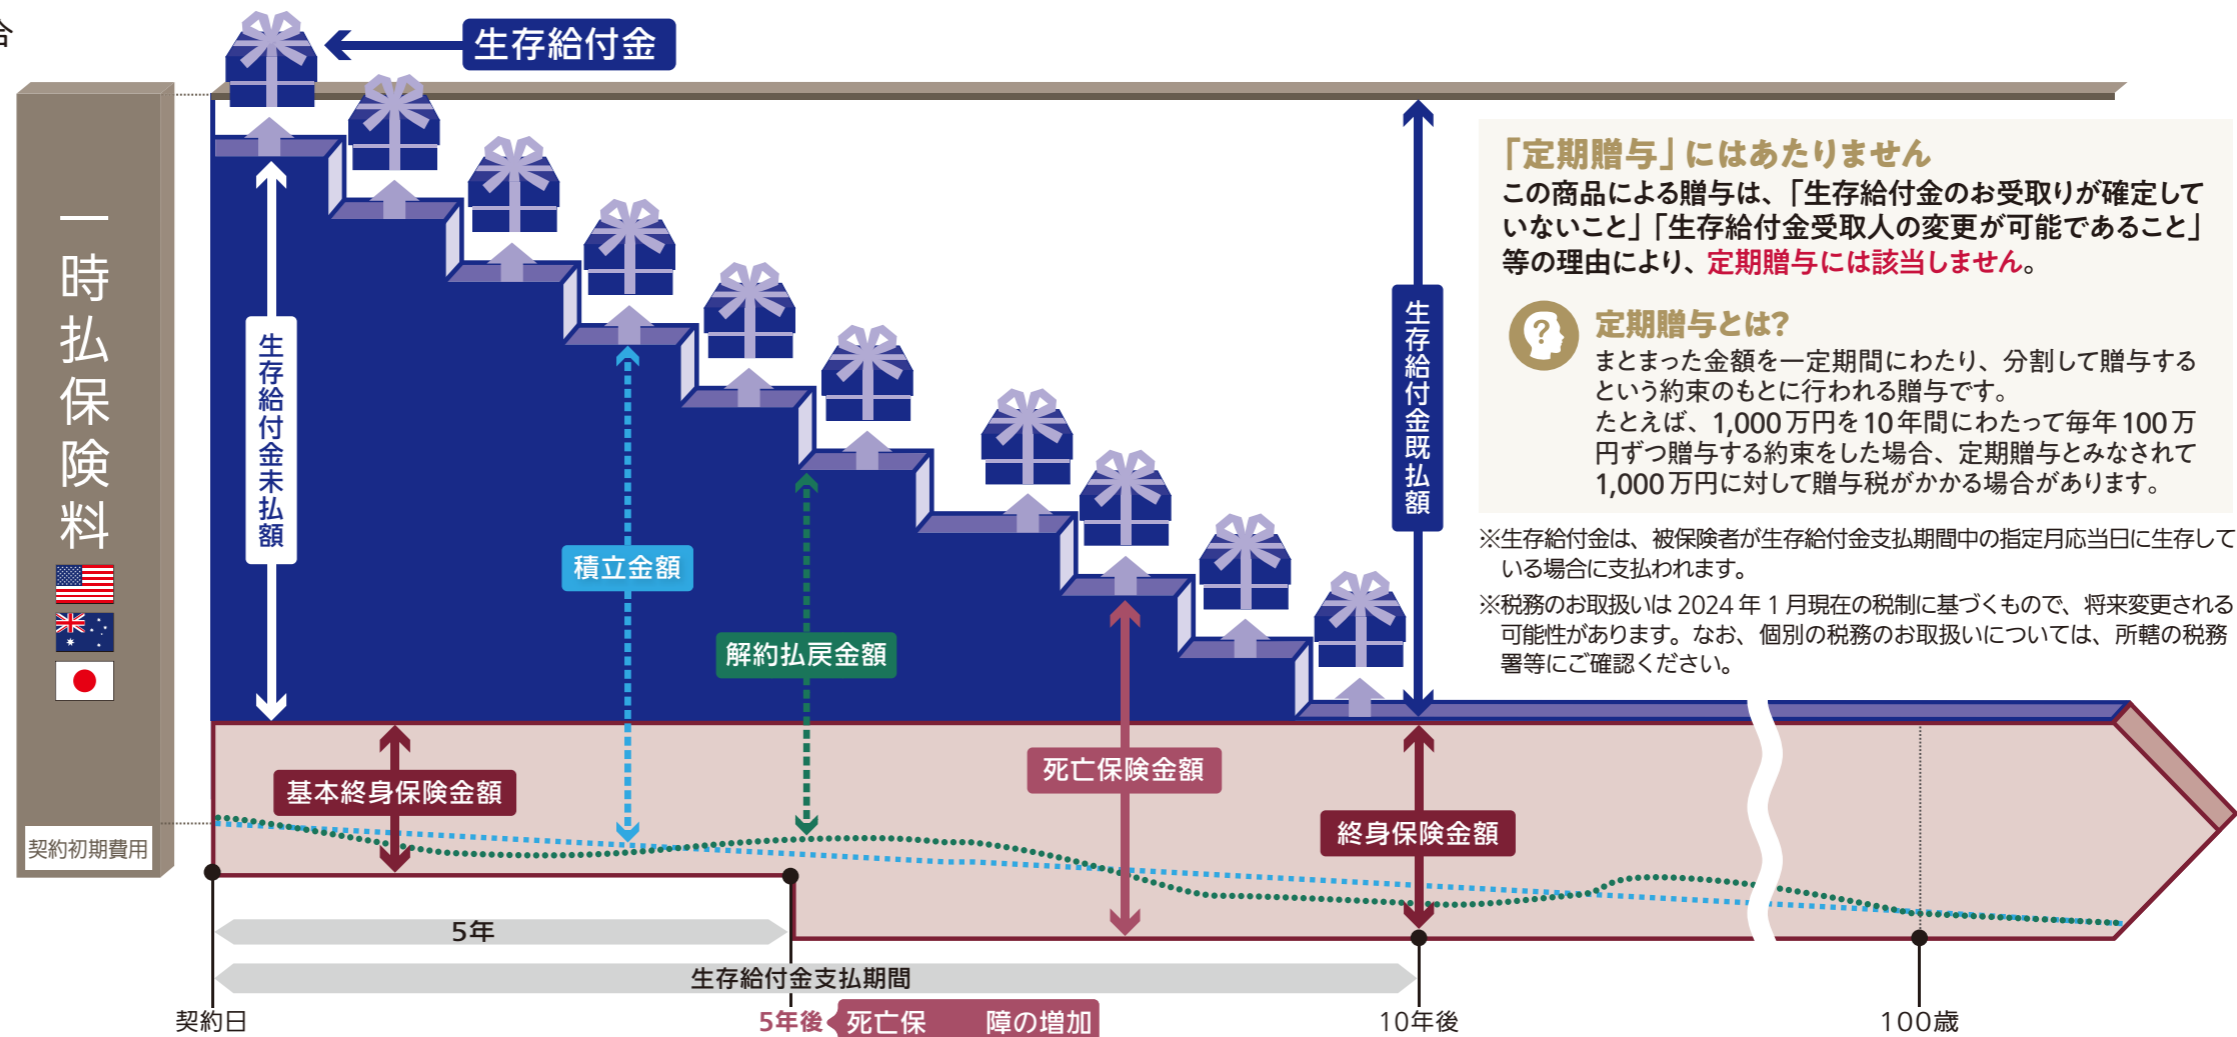 合
生存給付金
一時払保険料
契約初期費用
生存給付金未払額
積立金額
解約払戻金額
生存給付金既払額
基本終身保険金額
死亡保険金額
終身保険金額
「定期贈与」にはあたりません
この商品による贈与は、「生存給付金のお受取りが確定して
いないこと」「生存給付金受取人の変更が可能であること」
等の理由により、定期贈与には該当しません。
定期贈与とは?
まとまった金額を一定期間にわたり、分割して贈与する
という約束のもとに行われる贈与です。
たとえば、1,000万円を10年間にわたって毎年100万
円ずつ贈与する約束をした場合、定期贈与とみなされて
1,000万円に対して贈与税がかかる場合があります。
※生存給付金は、被保険者が生存給付金支払期間中の指定月応当日に生存して
いる場合に支払われます。
※税務のお取扱いは2024年1月現在の税制に基づくもので、将来変更される
可能性があります。なお、個別の税務のお取扱いについては、所轄の税務
署等にご確認ください。
5年
生存給付金支払期間
契約日
5年後
死亡保 障の増加
10年後
100歳